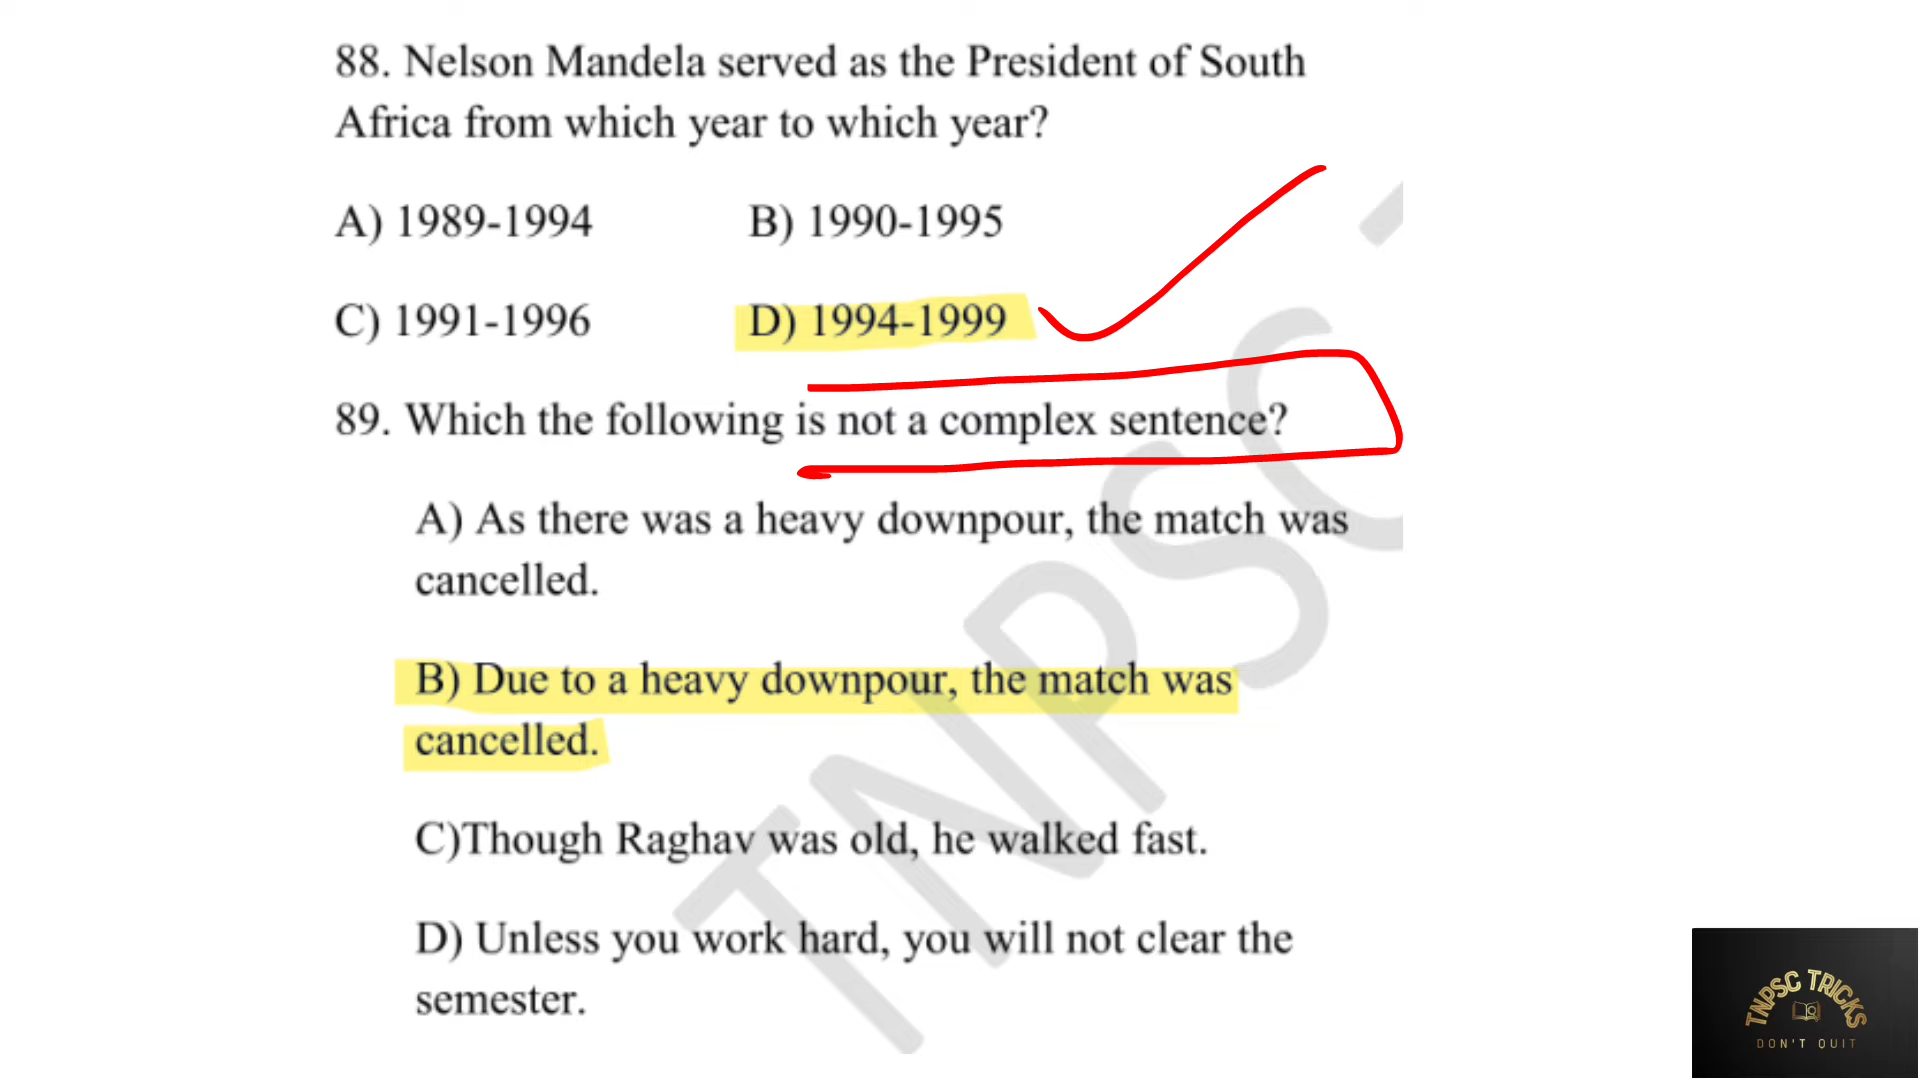 88. Nelson Mandela served as the President of South
Africa from which year to which year?
A) 1989-1994 B) 1990-1995
C) 1991-1996 D) 1994-1999
89. Which the following is not a complex sentence?
A) As there was a heavy downpour, the match was
cancelled.
B) Due to a heavy downpour, the match was
cancelled.
C)Though Raghav was old, he walked fast.
D) Unless you work hard, you will not clear the
semester.
TNPSC
TNPSC TRICKS
DON'T QUIT